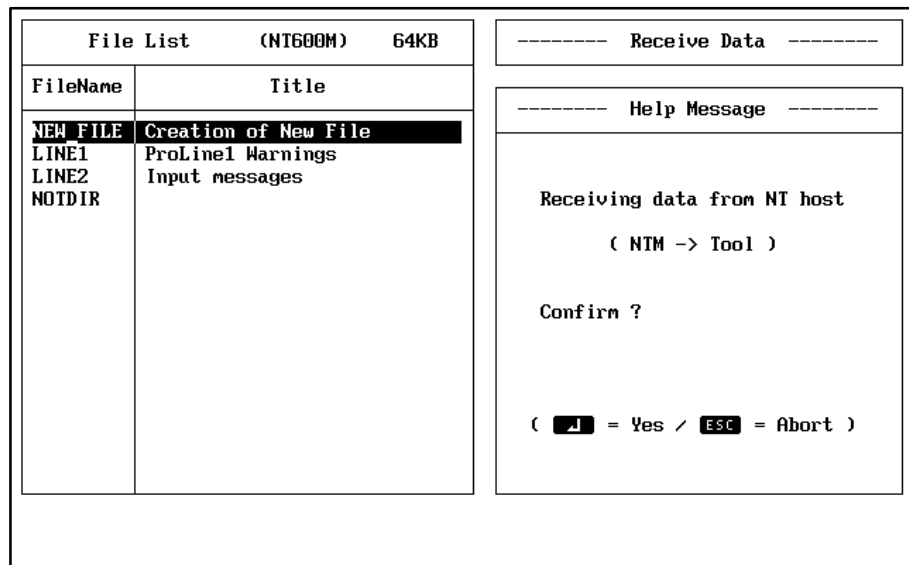 File List (NT600M) 64KB
FileName Title
NEW_FILE Creation of New File
LINE1 ProLine1 Warnings
LINE2 Input messages
NOTDIR
-------- Receive Data --------
-------- Help Message --------
Receiving data from NT host
( NTM -> Tool )
Confirm ?
( ↵ = Yes / ESC = Abort )